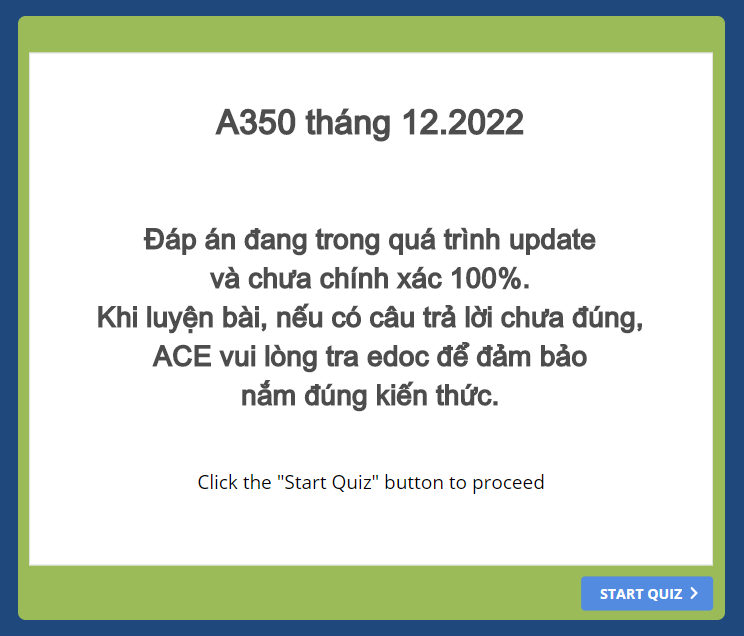 A350 tháng 12.2022
Đáp án đang trong quá trình update
và chưa chính xác 100%.
Khi luyện bài, nếu có câu trả lời chưa đúng,
ACE vui lòng tra edoc để đảm bảo
nắm đúng kiến thức.
Click the "Start Quiz" button to proceed
START QUIZ